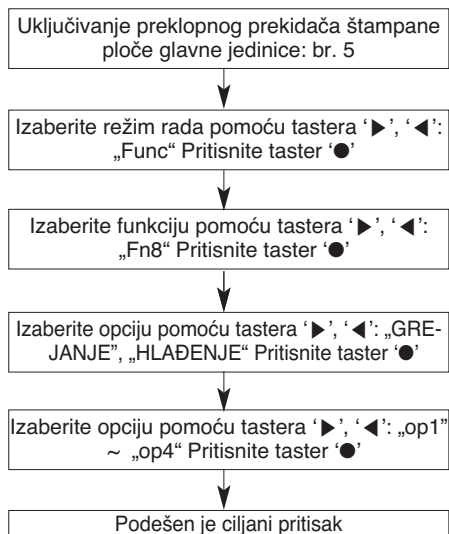 Uključivanje preklopnog prekidača štampane
ploče glavne jedinice: br. 5
Izaberite režim rada pomoću tastera ‘▶’, ‘◀’:
„Func“ Pritisnite taster ‘●’
Izaberite funkciju pomoću tastera ‘▶’, ‘◀’:
„Fn8“ Pritisnite taster ‘●’
Izaberite opciju pomoću tastera ‘▶’, ‘◀’: „GRE-
JANJE”, „HLAĐENJE“ Pritisnite taster ‘●’
Izaberite opciju pomoću tastera ‘▶’, ‘◀’: „op1”
~ „op4“ Pritisnite taster ‘●’
Podešen je ciljani pritisak